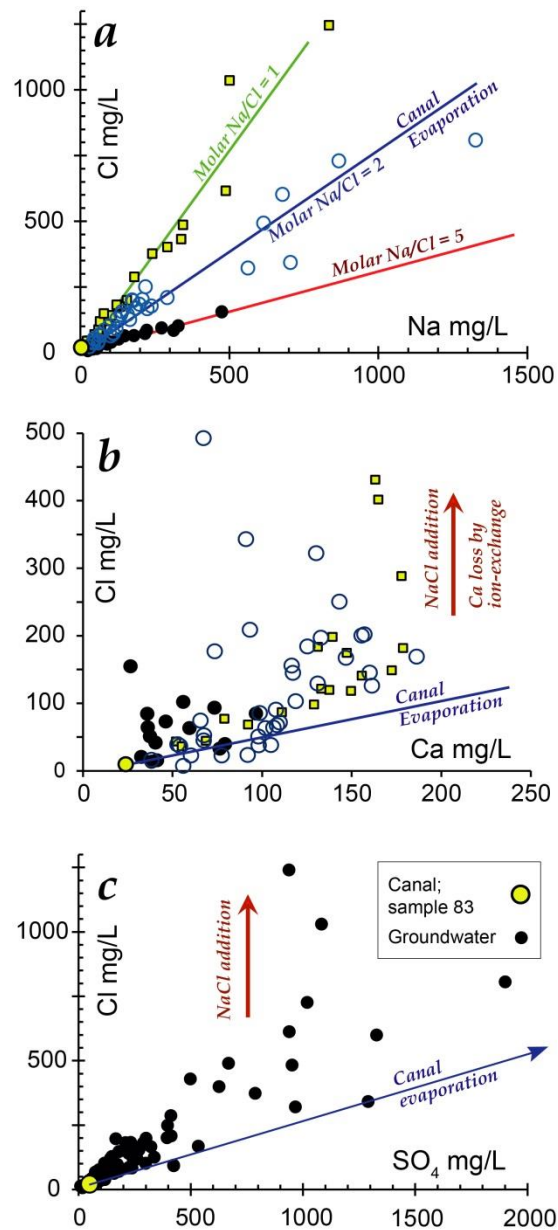 a
1000
500
0
Cl mg/L
Molar Na/Cl = 1
Canal
Evaporation
Molar Na/Cl = 2
Molar Na/Cl = 5
Na mg/L
0
500
1000
1500
b
500
400
300
200
100
0
Cl mg/L
NaCl addition
Ca loss by
ion-exchange
Canal
Evaporation
Ca mg/L
0
50
100
150
200
250
c
1000
500
0
Cl mg/L
NaCl addition
Canal;
sample 83
Groundwater
Canal
evaporation
SO4 mg/L
0
500
1000
1500
2000